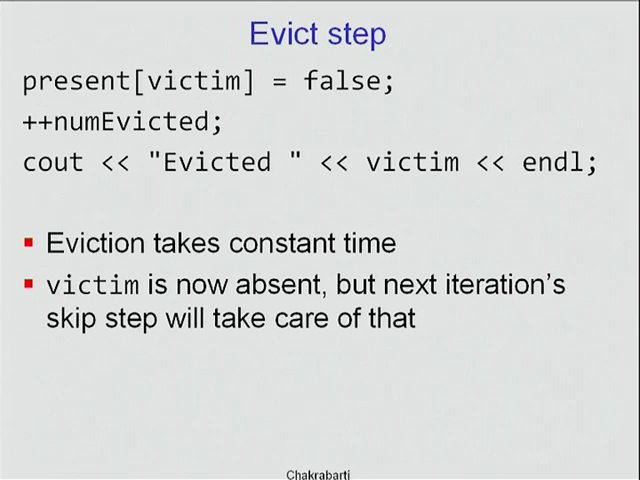 Evict step
present[victim] = false;
++numEvicted;
cout << "Evicted " << victim << endl;
Eviction takes constant time
victim is now absent, but next iteration's
skip step will take care of that
Chakrabarti